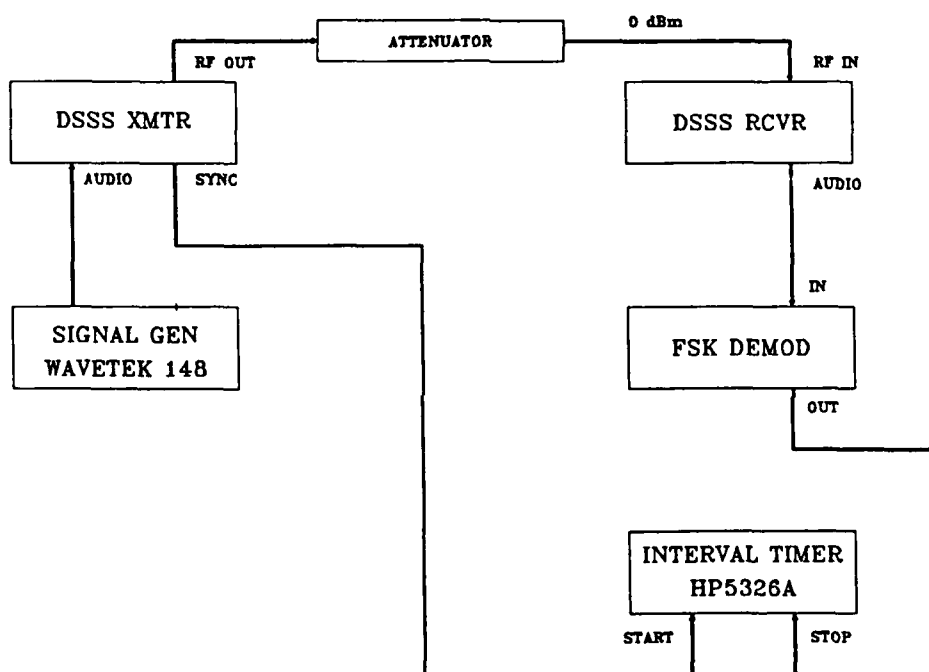 0 dBm
ATTENUATOR
RF OUT
RF IN
DSSS XMTR
DSSS RCVR
AUDIO
SYNC
AUDIO
IN
SIGNAL GEN
WAVETEK 148
FSK DEMOD
OUT
INTERVAL TIMER
HP5326A
START
STOP